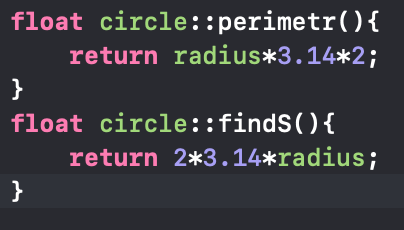 float circle::perimetr(){
    return radius*3.14*2;
}
float circle::findS(){
    return 2*3.14*radius;
}